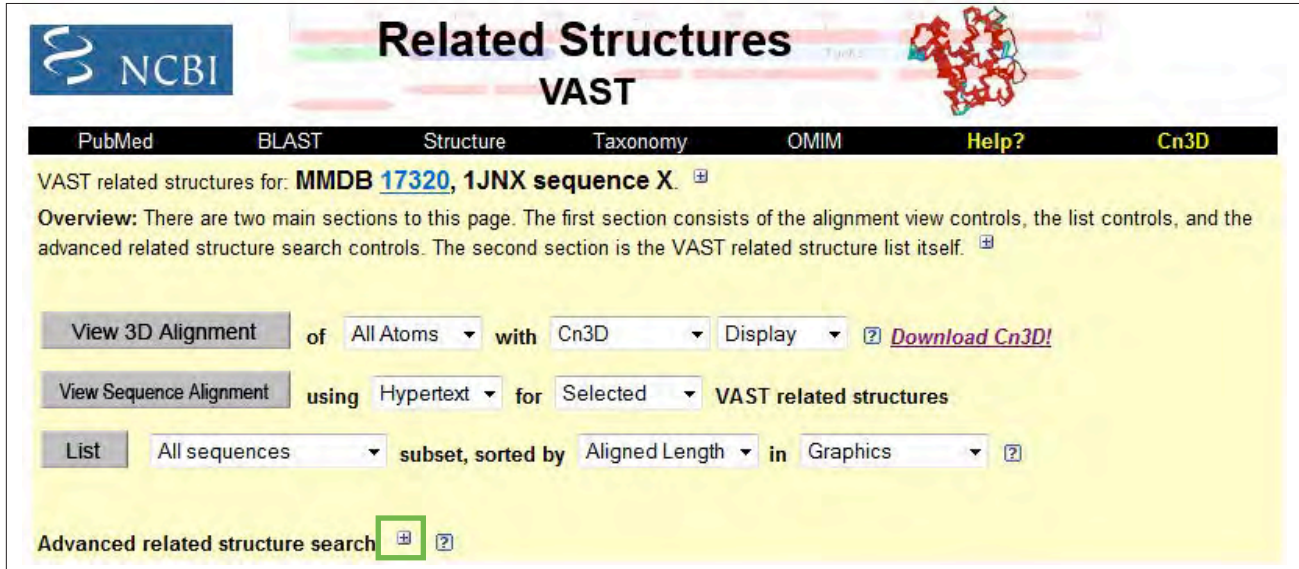 NCBI
Related Structures
VAST
PubMed BLAST Structure Taxonomy OMIM Help? Cn3D
VAST related structures for: MMDB 17320, 1JNX sequence X.
Overview: There are two main sections to this page. The first section consists of the alignment view controls, the list controls, and the
advanced related structure search controls. The second section is the VAST related structure list itself.
View 3D Alignment of All Atoms with Cn3D Display ? Download Cn3D!
View Sequence Alignment using Hypertext for Selected VAST related structures
List All sequences subset, sorted by Aligned Length in Graphics ?
Advanced related structure search ?